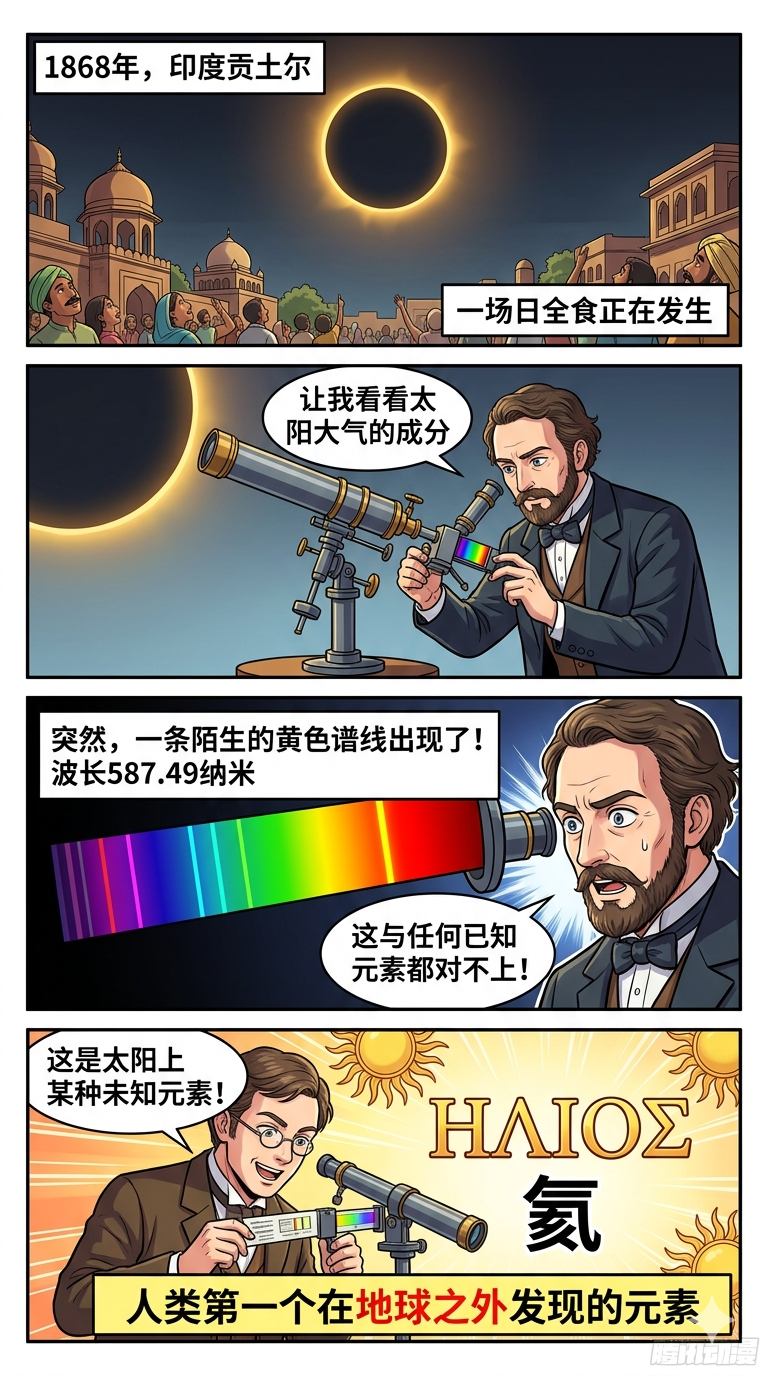 1868年，印度贡土尔
一场日全食正在发生
让我看看太
阳大气的成分
突然，一条陌生的黄色谱线出现了！
波长587.49纳米
这与任何已知
元素都对不上！
这是太阳上
某种未知元素！
ΗΛΙΟΣ
氦
人类第一个在地球之外发现的元素